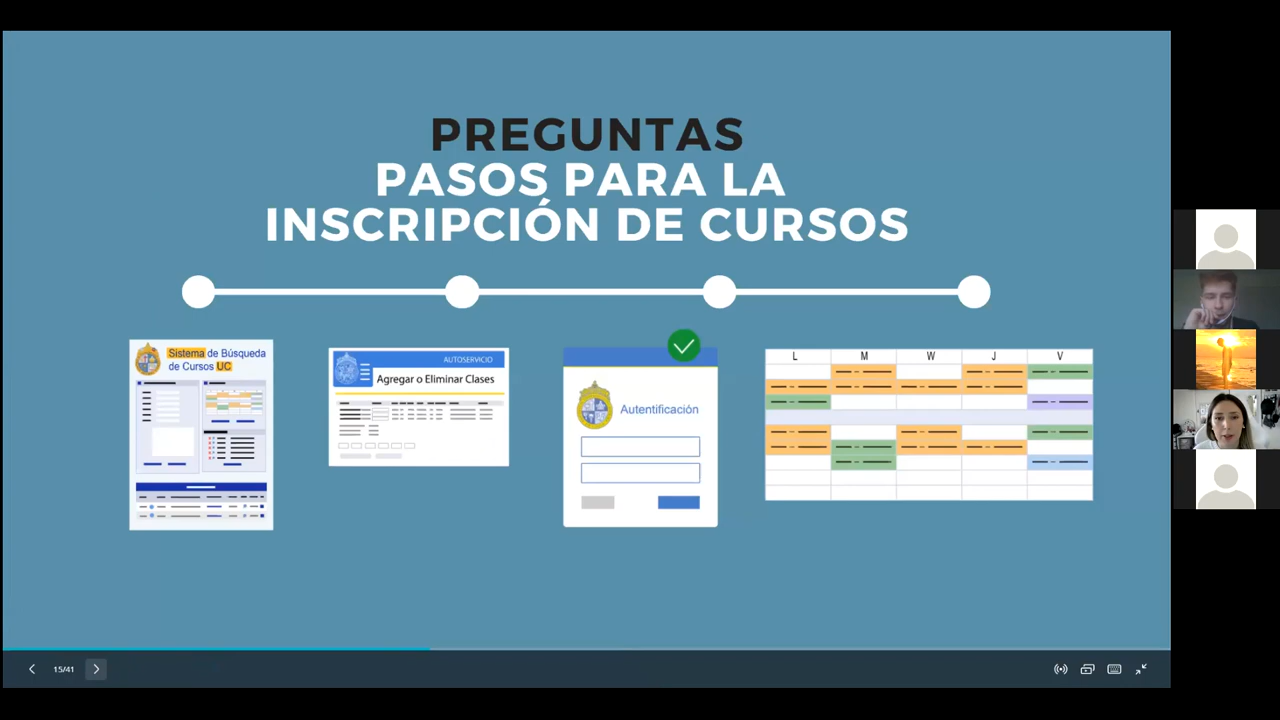 PREGUNTAS
PASOS PARA LA
INSCRIPCIÓN DE CURSOS
Sistema de Búsqueda
de Cursos UC
AUTOSERVICIO
Agregar o Eliminar Clases
Autentificación
L M W J V
15/41